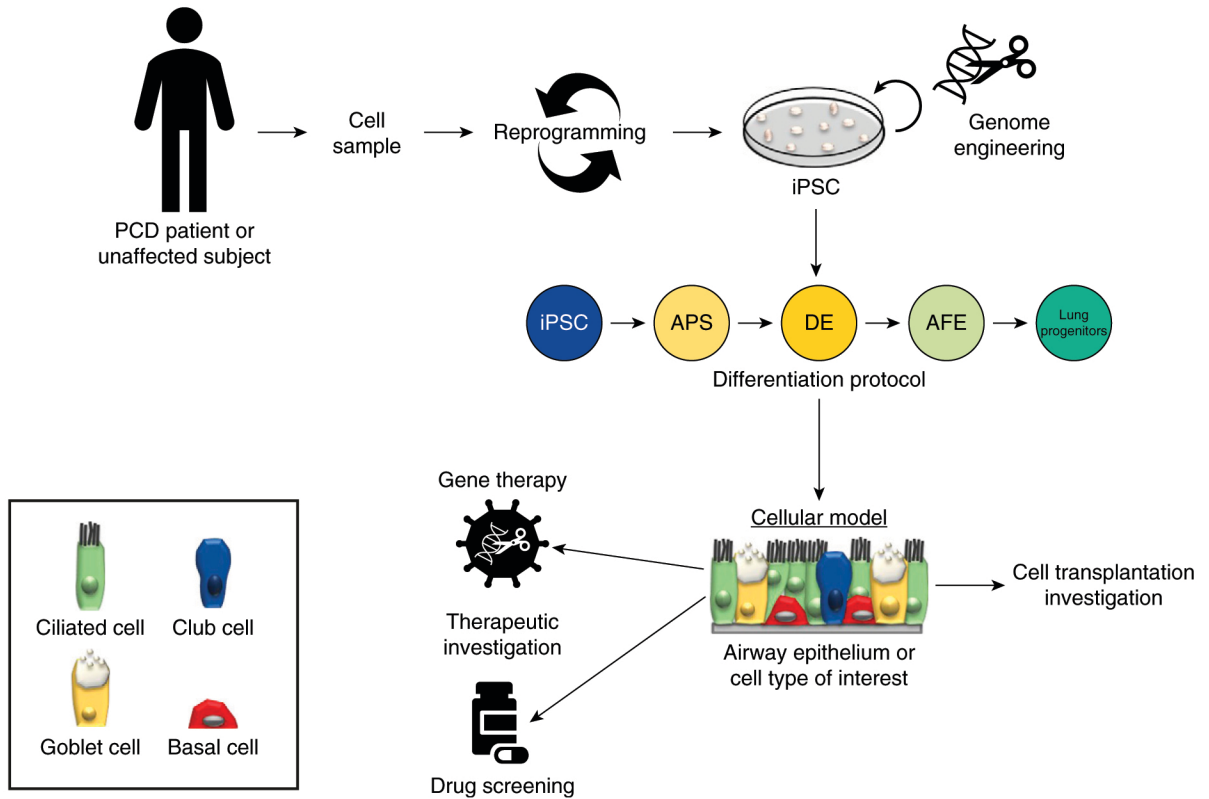 PCD patient or
unaffected subject
Cell
sample
Reprogramming
iPSC
Genome
engineering
iPSC
APS
DE
AFE
Lung
progenitors
Differentiation protocol
Gene therapy
Therapeutic
investigation
Drug screening
Cellular model
Airway epithelium or
cell type of interest
Cell transplantation
investigation
Ciliated cell
Club cell
Goblet cell
Basal cell